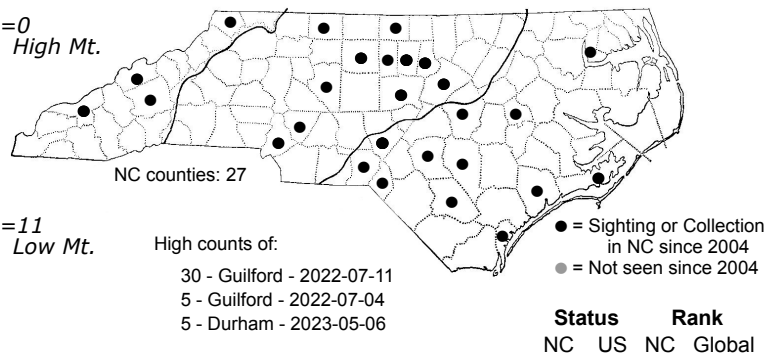 =0
High Mt.
NC counties: 27
=11
Low Mt.
High counts of:
30 - Guilford - 2022-07-11
5 - Guilford - 2022-07-04
5 - Durham - 2023-05-06
● = Sighting or Collection
in NC since 2004
● = Not seen since 2004
Status Rank
NC US NC Global